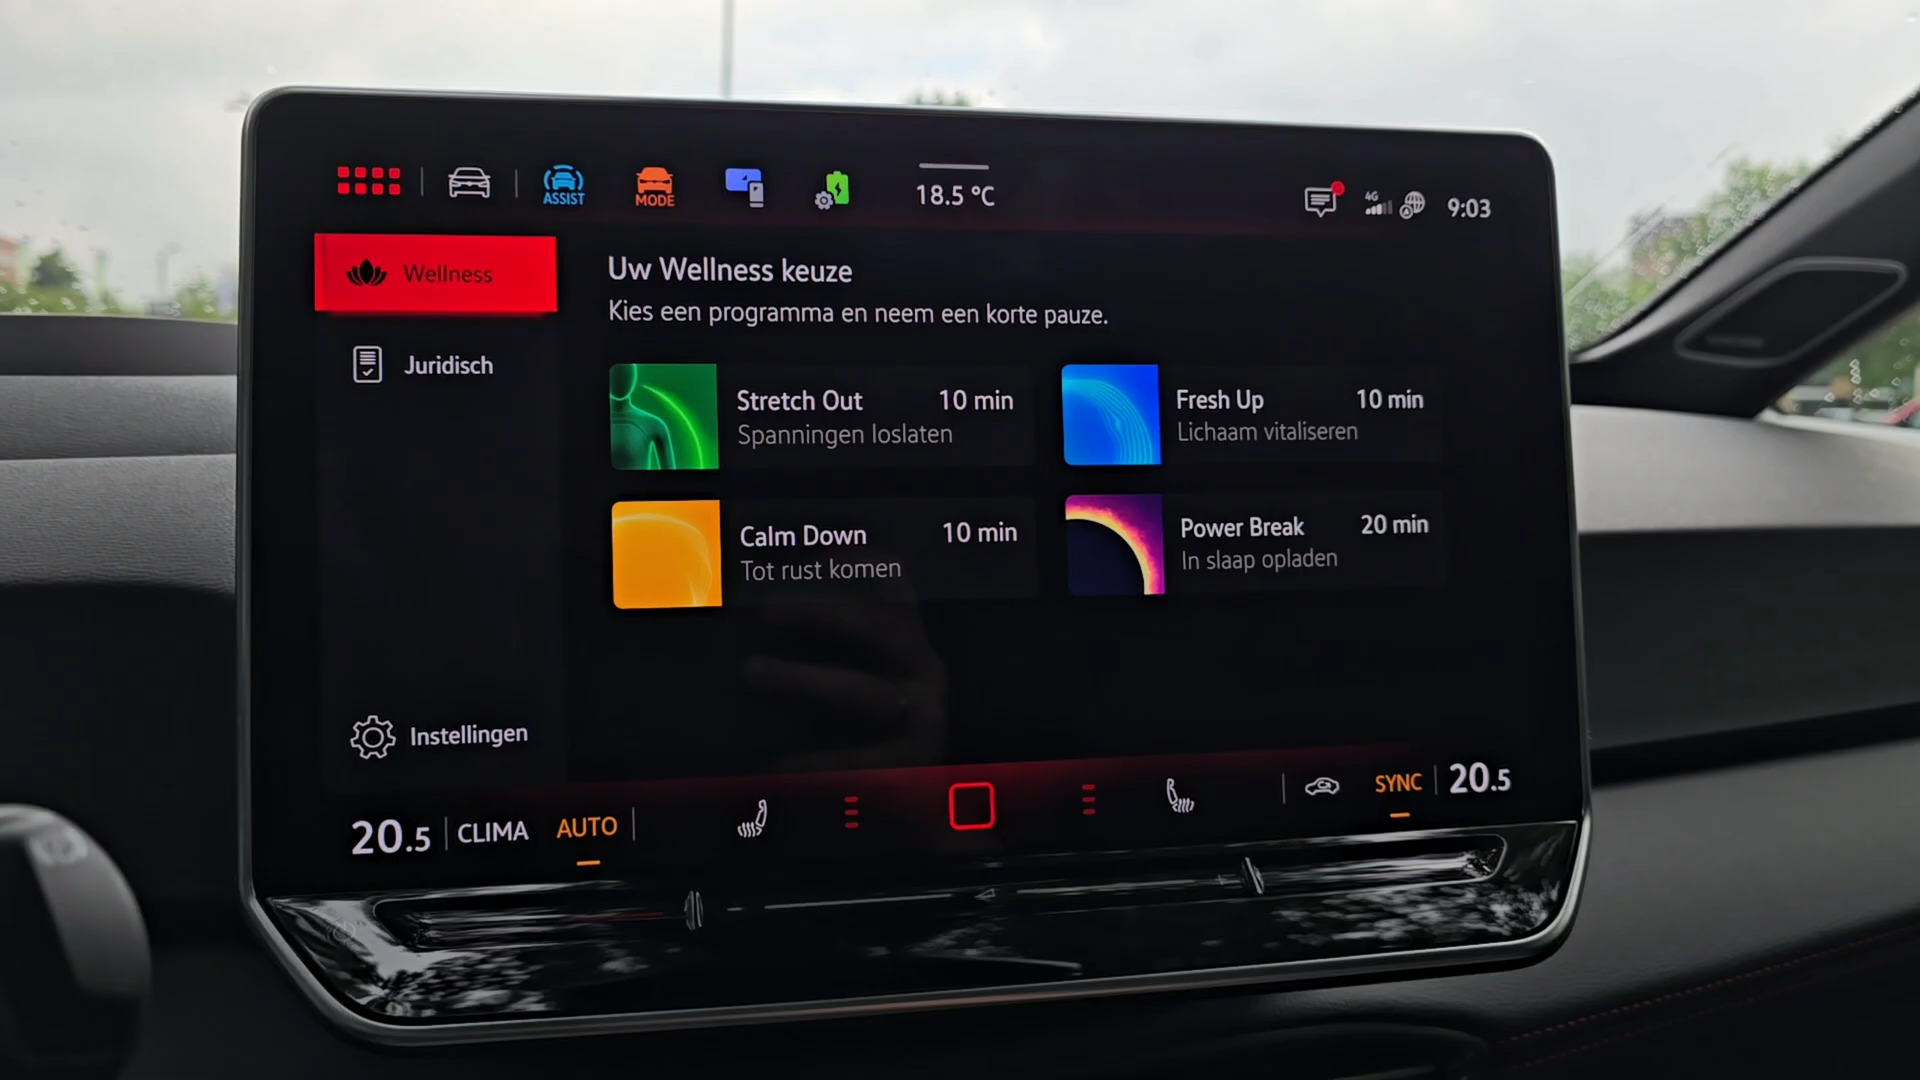 ASSIST
MODE
18.5 °C
4G
9:03
Wellness
Juridisch
Instellingen
Uw Wellness keuze
Kies een programma en neem een korte pauze.
Stretch Out 10 min
Spanningen loslaten
Fresh Up 10 min
Lichaam vitaliseren
Calm Down 10 min
Tot rust komen
Power Break 20 min
In slaap opladen
20.5 CLIMA AUTO
SYNC 20.5